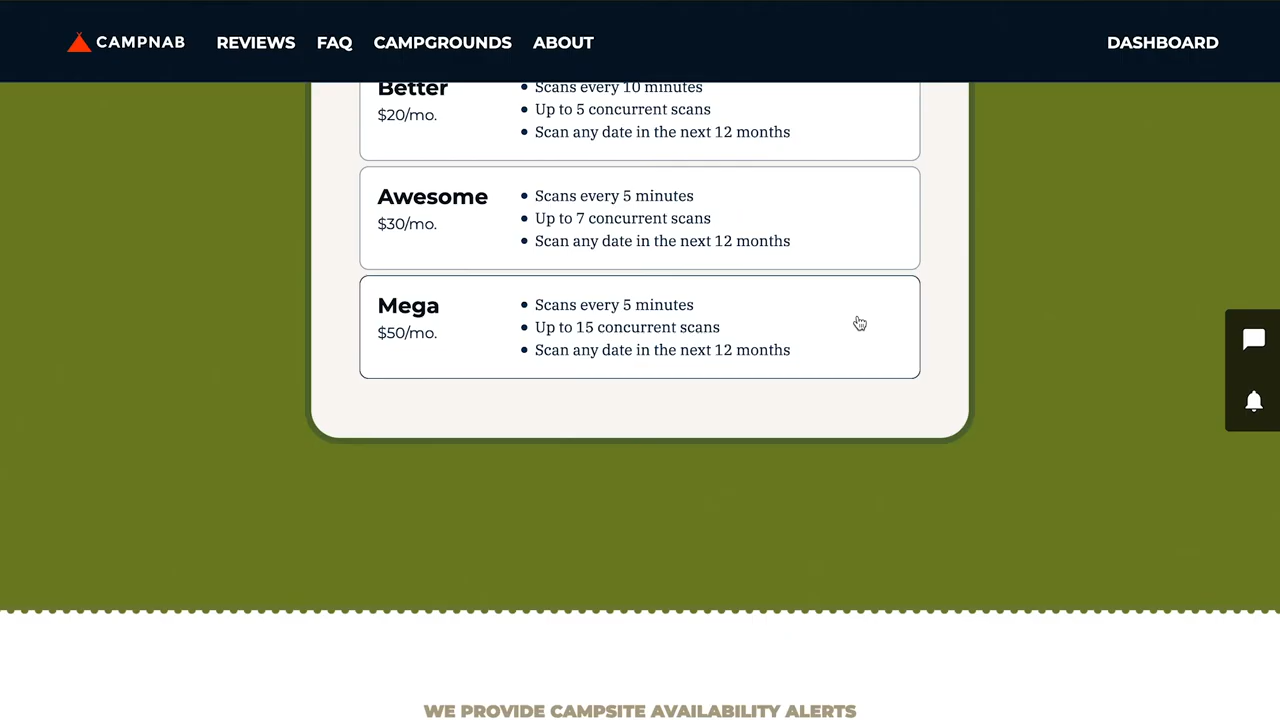 CAMPNAB
REVIEWS
FAQ
CAMPGROUNDS
ABOUT
DASHBOARD
Better
$20/mo.
Scans every 10 minutes
Up to 5 concurrent scans
Scan any date in the next 12 months
Awesome
$30/mo.
Scans every 5 minutes
Up to 7 concurrent scans
Scan any date in the next 12 months
Mega
$50/mo.
Scans every 5 minutes
Up to 15 concurrent scans
Scan any date in the next 12 months
WE PROVIDE CAMPSITE AVAILABILITY ALERTS